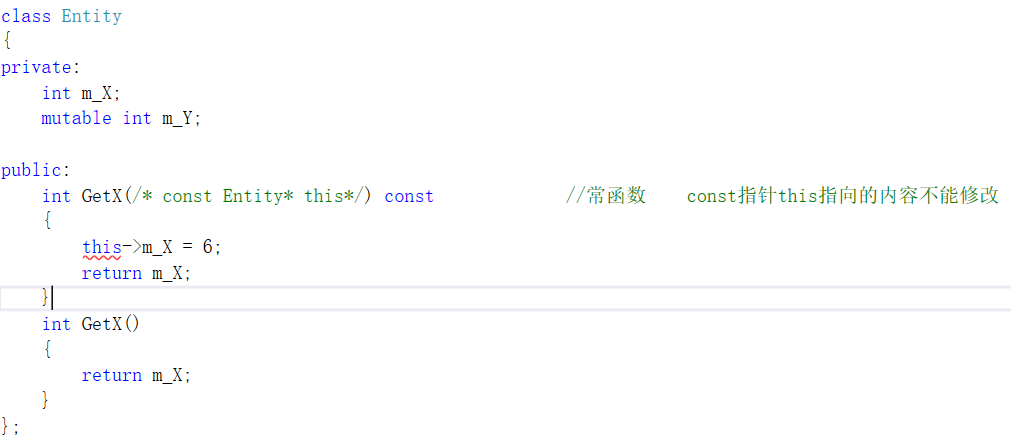 class Entity
{
private:
    int m_X;
    mutable int m_Y;

public:
    int GetX(/* const Entity* this*/) const             //常函数    const指针this指向的内容不能修改
    {
        this->m_X = 6;
        return m_X;
    }
    int GetX()
    {
        return m_X;
    }
};